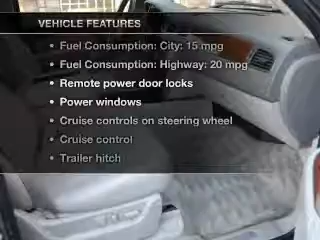 VEHICLE FEATURES
• Fuel Consumption: City: 15 mpg
• Fuel Consumption: Highway: 20 mpg
• Remote power door locks
• Power windows
• Cruise controls on steering wheel
• Cruise control
• Trailer hitch